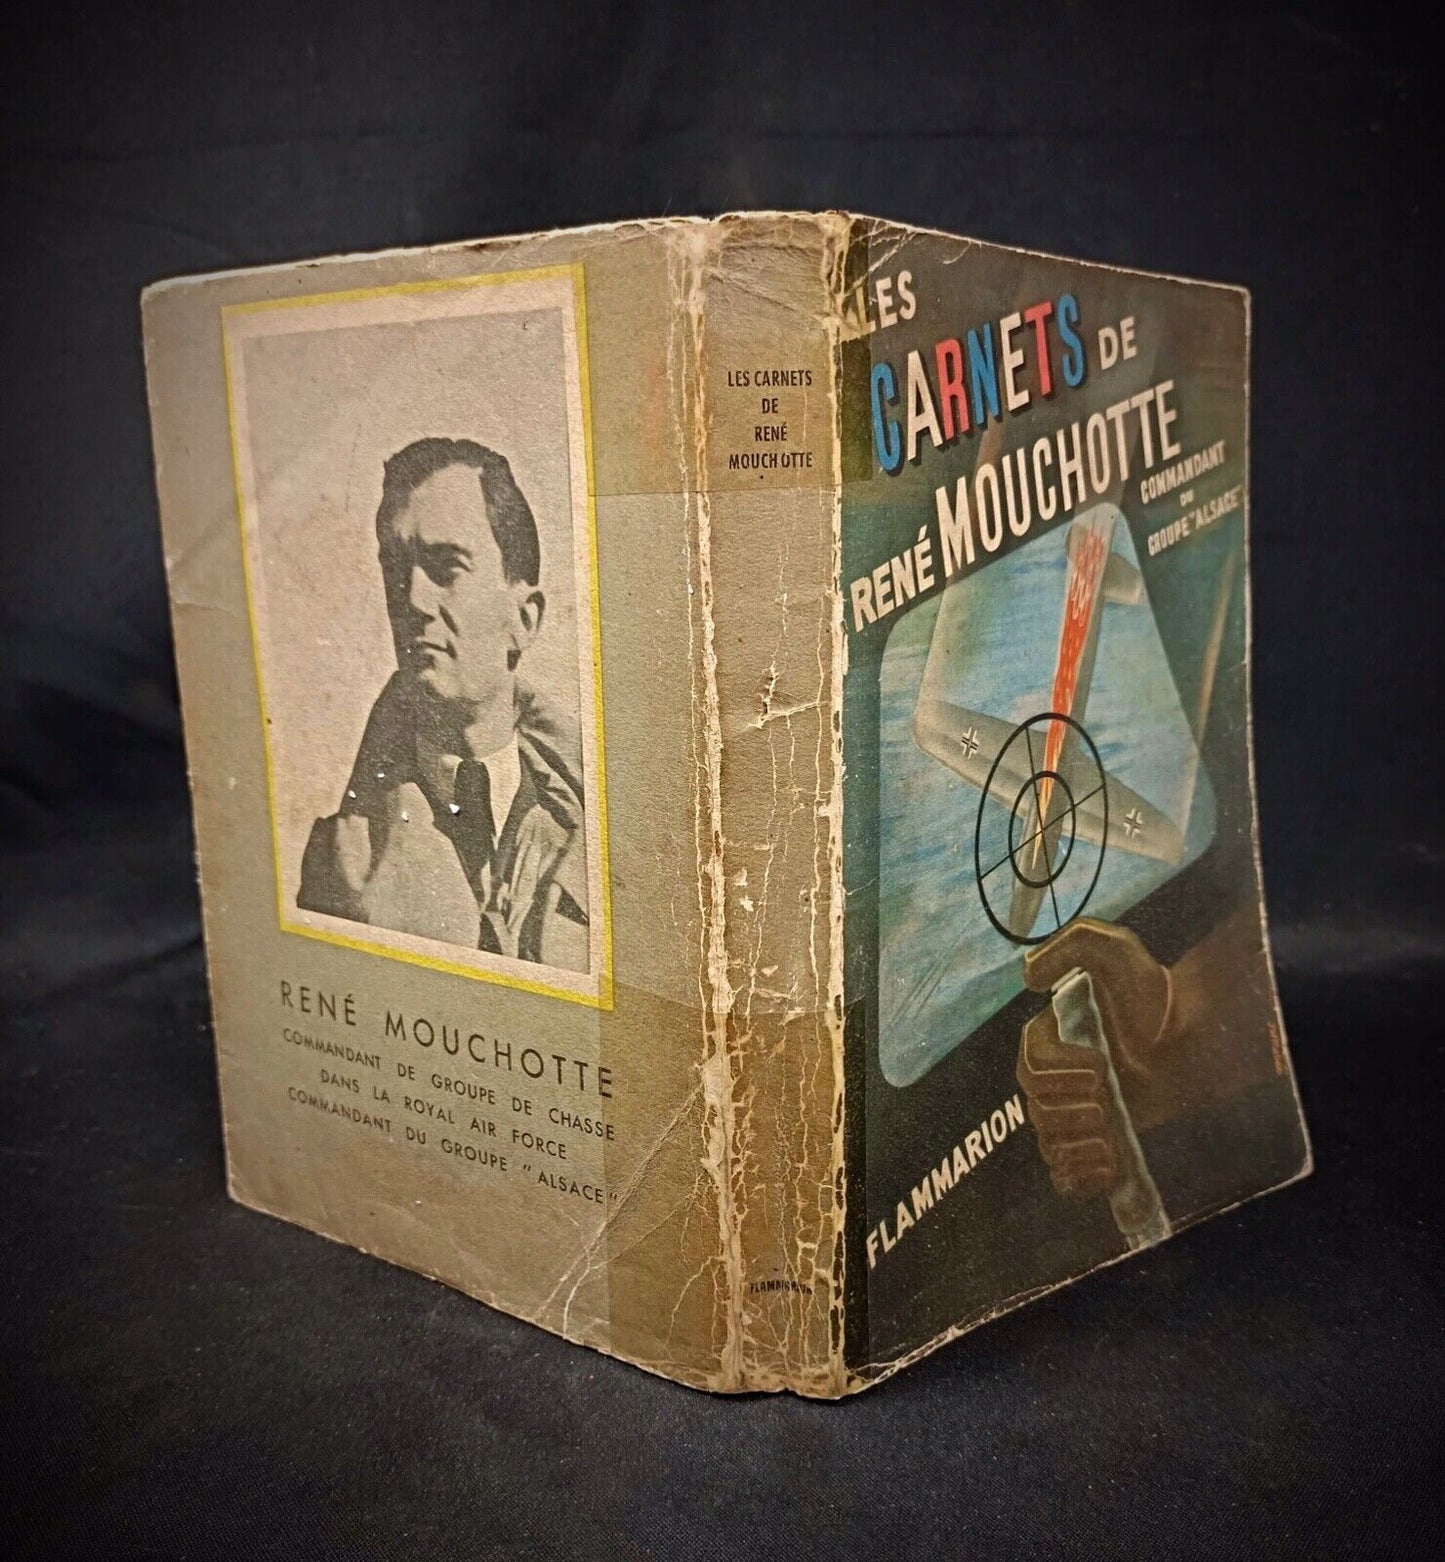 RENÉ MOUCHOTTE
COMMANDANT DE GROUPE DE CHASSE
DANS LA ROYAL AIR FORCE
COMMANDANT DU GROUPE "ALSACE"
LES CARNETS
DE
RENÉ
MOUCHOTTE
FLAMMARION
LES
CARNETS DE
RENÉ MOUCHOTTE
COMMANDANT
DU
GROUPE "ALSACE"
FLAMMARION